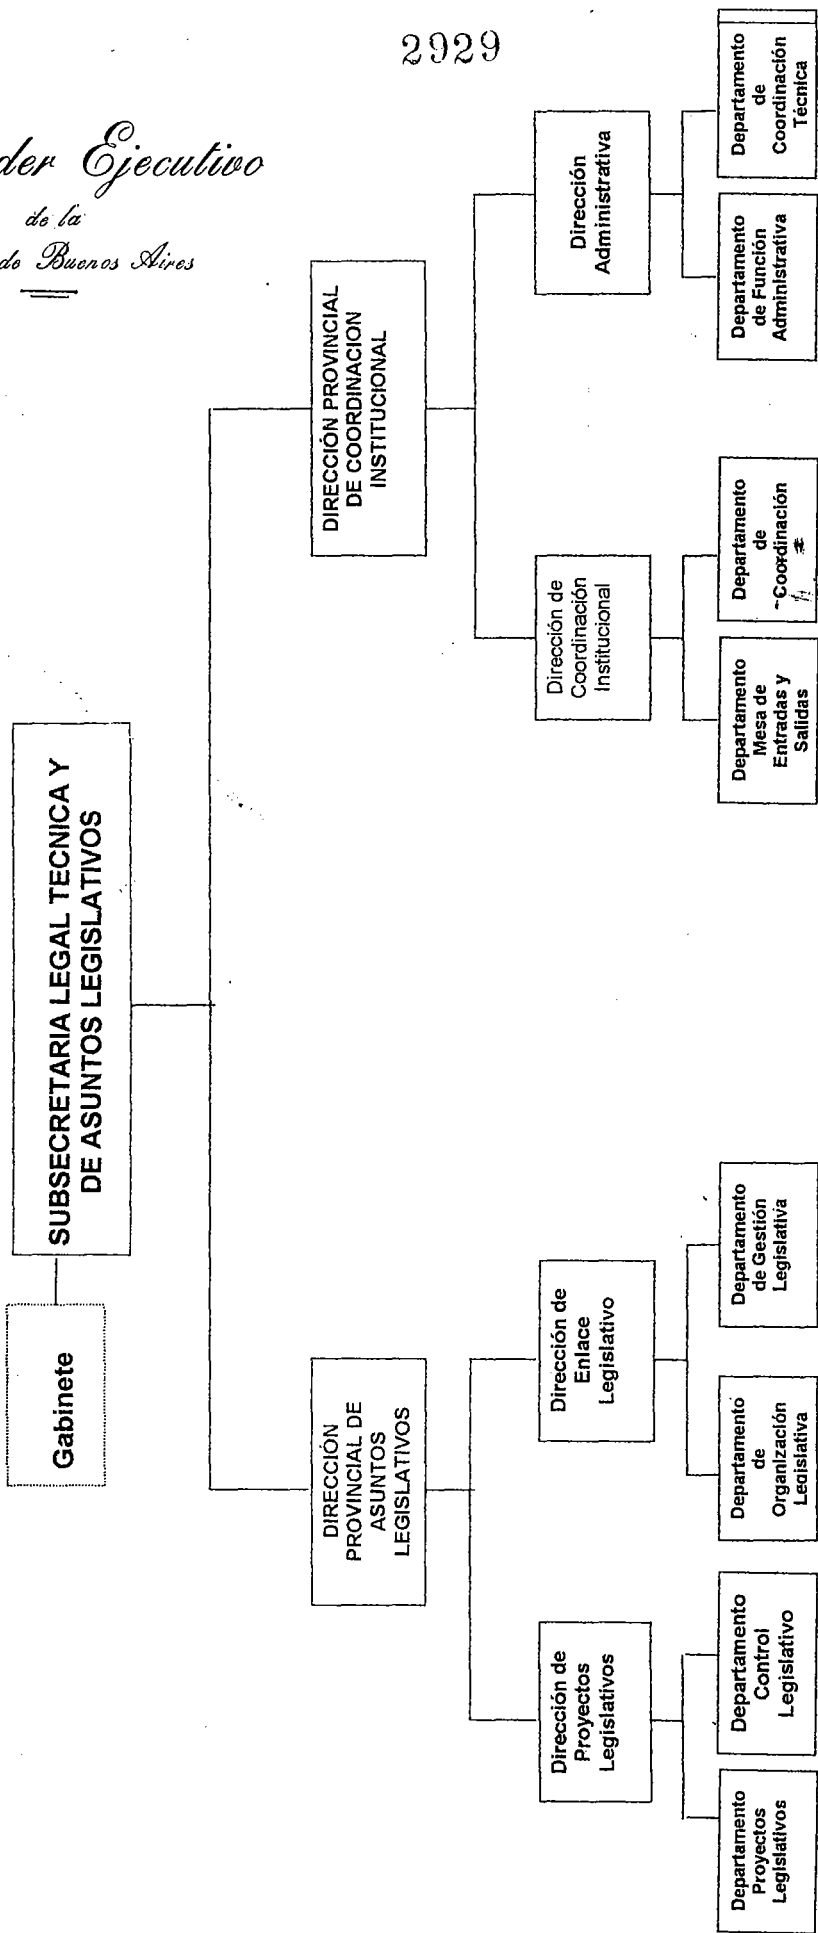 2929
der Ejecutivo
de la
de Buenos Aires
Gabinete
SUBSECRETARIA LEGAL TECNICA Y
DE ASUNTOS LEGISLATIVOS
DIRECCIÓN
PROVINCIAL DE
ASUNTOS
LEGISLATIVOS
DIRECCIÓN PROVINCIAL
DE COORDINACION
INSTITUCIONAL
Dirección de
Proyectos
Legislativos
Dirección de
Enlace
Legislativo
Dirección de
Coordinación
Institucional
Dirección
Administrativa
Departamento
Proyectos
Legislativos
Departamento
Control
Legislativo
Departamento
de
Organización
Legislativa
Departamento
de Gestión
Legislativa
Departamento
Mesa de
Entradas y
Salidas
Departamento
de
Coordinación
Departamento
de Función
Administrativa
Departamento
de
Coordinación
Técnica